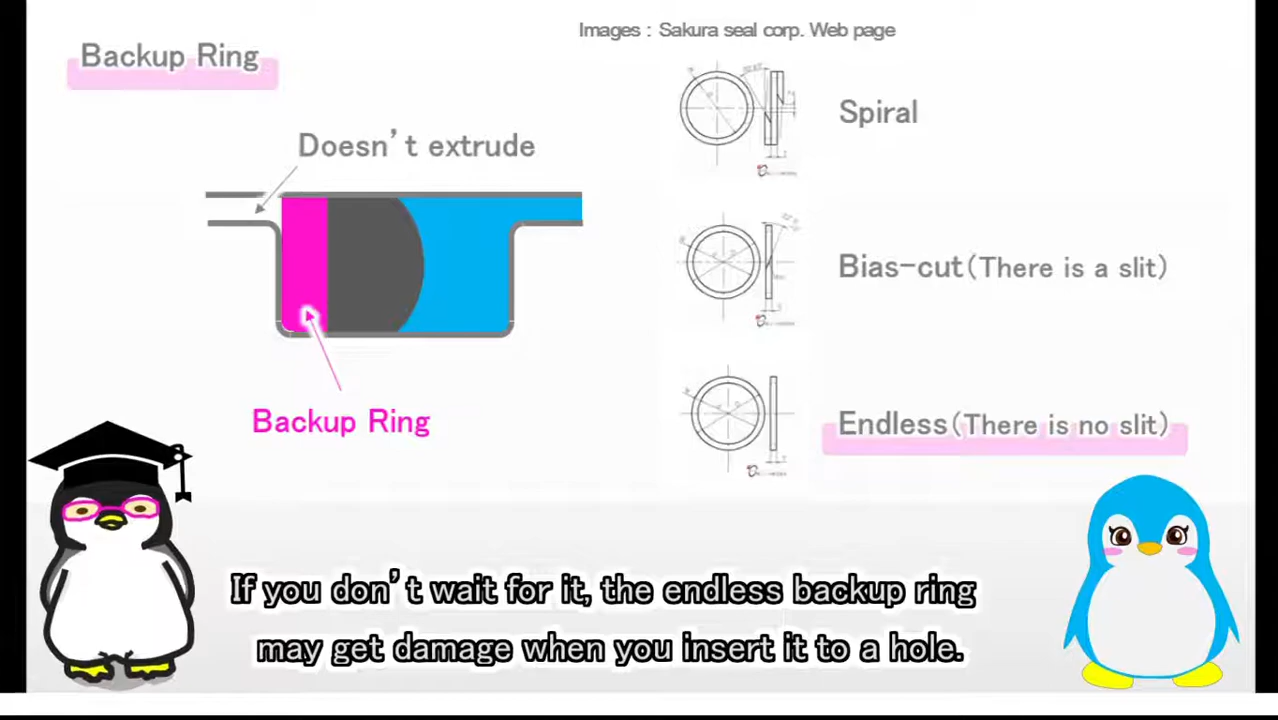 Images : Sakura seal corp. Web page
Backup Ring
Doesn't extrude
Backup Ring
Spiral
Bias-cut(There is a slit)
Endless(There is no slit)
If you don't wait for it, the endless backup ring
may get damage when you insert it to a hole.